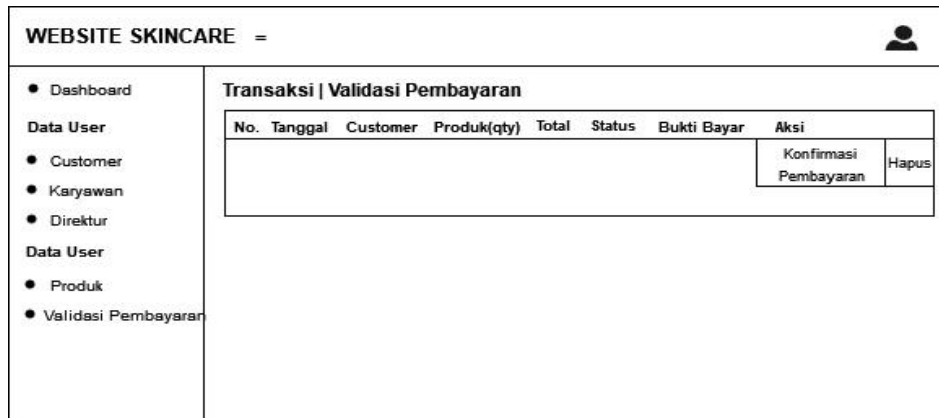 WEBSITE SKINCARE =
Dashboard
Data User
Customer
Karyawan
Direktur
Data User
Produk
Validasi Pembayaran
Transaksi | Validasi Pembayaran
No. Tanggal Customer Produk(qty) Total Status Bukti Bayar Aksi
Konfirmasi
Pembayaran
Hapus